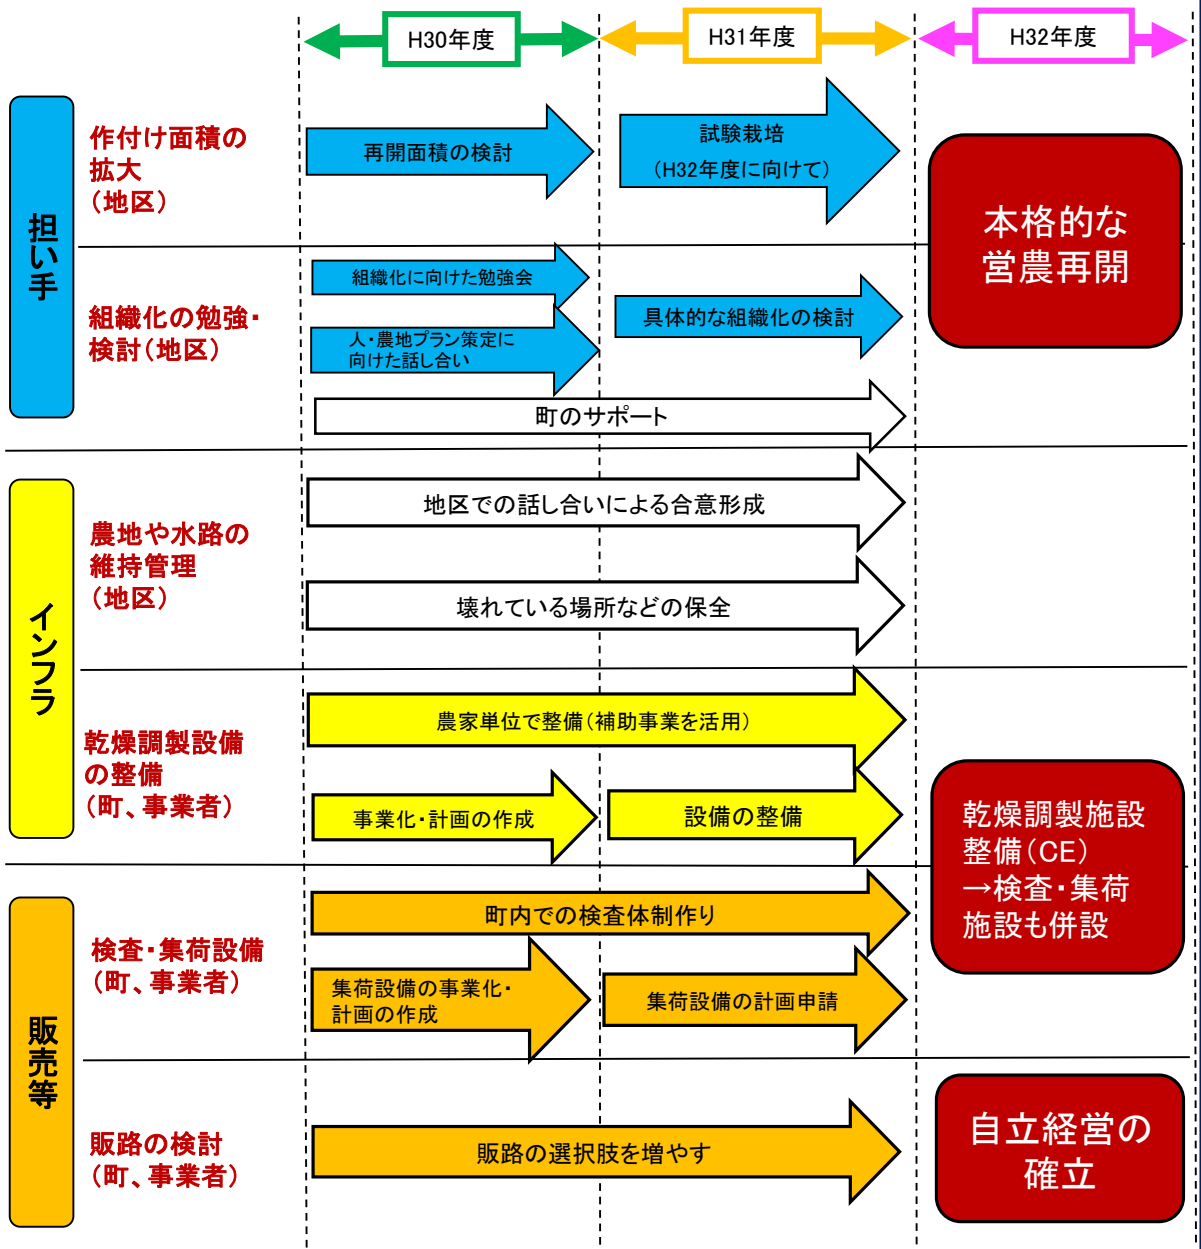 H30年度
H31年度
H32年度
担い手
作付け面積の
拡大
(地区)
再開面積の検討
試験栽培
(H32年度に向けて)
本格的な
営農再開
組織化の勉強・
検討(地区)
組織化に向けた勉強会
人・農地プラン策定に
向けた話し合い
具体的な組織化の検討
町のサポート
インフラ
農地や水路の
維持管理
(地区)
地区での話し合いによる合意形成
壊れている場所などの保全
乾燥調製設備
の整備
(町、事業者)
農家単位で整備(補助事業を活用)
事業化・計画の作成
設備の整備
乾燥調製施設
整備(CE)
→検査・集荷
施設も併設
販売等
検査・集荷設備
(町、事業者)
町内での検査体制作り
集荷設備の事業化・
計画の作成
集荷設備の計画申請
販路の検討
(町、事業者)
販路の選択肢を増やす
自立経営の
確立